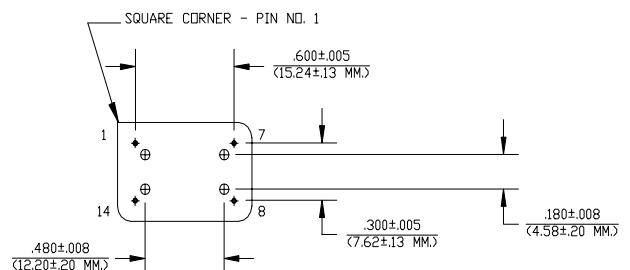 SQUARE CORNER - PIN NO. 1
.600±.005
(15.24±.13 MM.)
1
7
14
8
.180±.008
(4.58±.20 MM.)
.300±.005
(7.62±.13 MM.)
.480±.008
(12.20±.20 MM.)